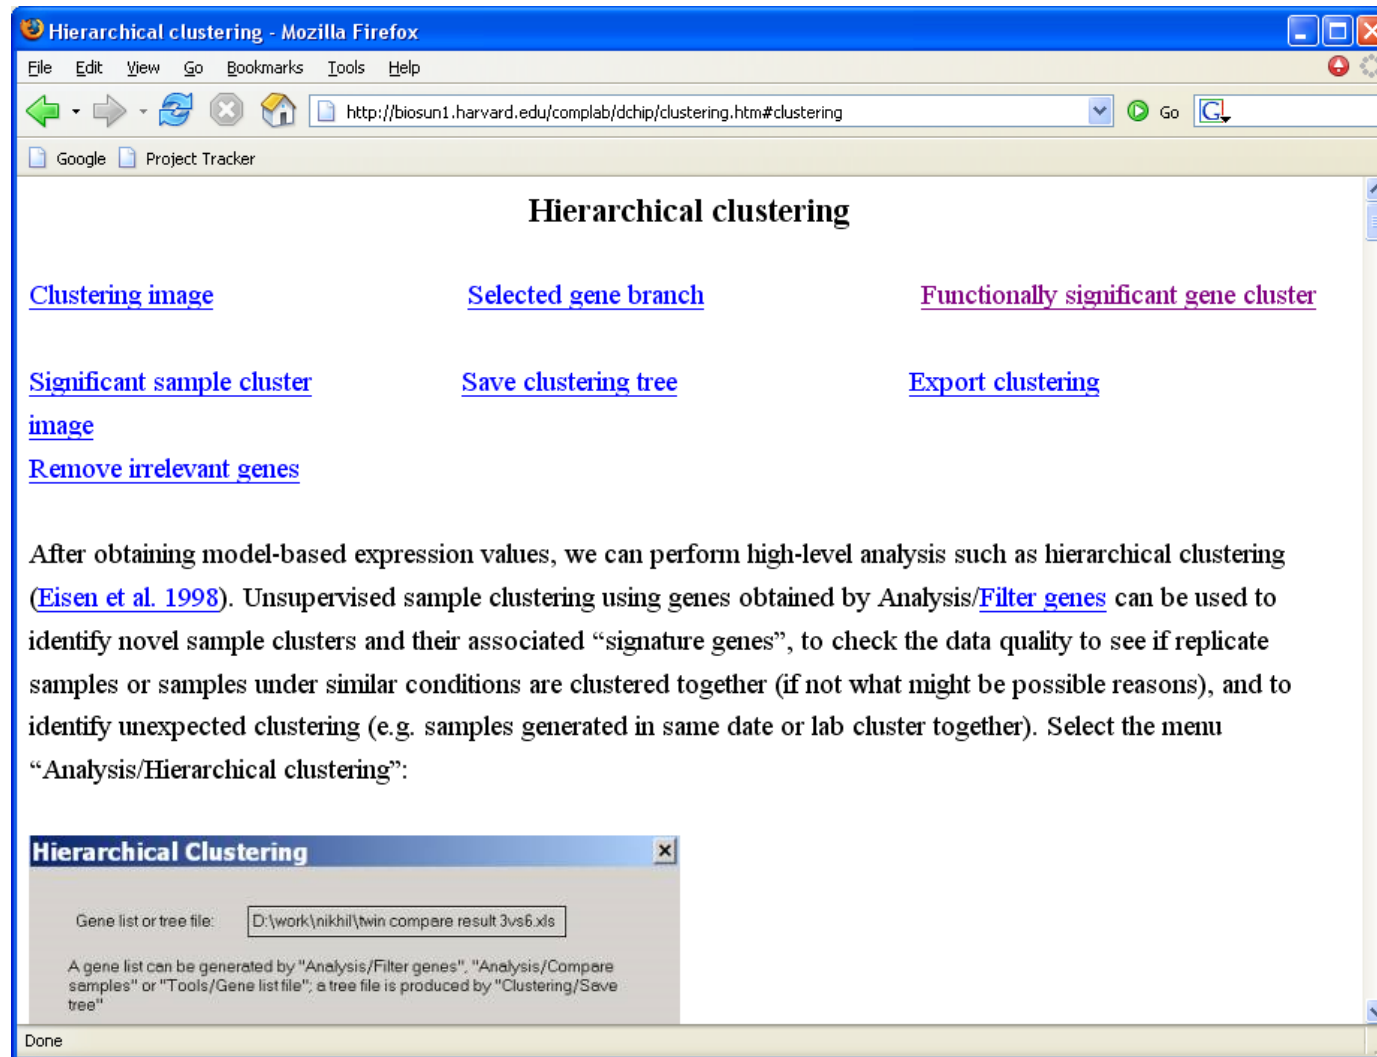 Hierarchical clustering - Mozilla Firefox
File Edit View Go Bookmarks Tools Help
http://biosun1.harvard.edu/complab/dchip/clustering.htm#clustering Go G
Google Project Tracker
Hierarchical clustering
Clustering image Selected gene branch Functionally significant gene cluster
Significant sample cluster Save clustering tree Export clustering
image
Remove irrelevant genes
After obtaining model-based expression values, we can perform high-level analysis such as hierarchical clustering
(Eisen et al. 1998). Unsupervised sample clustering using genes obtained by Analysis/Filter genes can be used to
identify novel sample clusters and their associated “signature genes”, to check the data quality to see if replicate
samples or samples under similar conditions are clustered together (if not what might be possible reasons), and to
identify unexpected clustering (e.g. samples generated in same date or lab cluster together). Select the menu
“Analysis/Hierarchical clustering”:
Hierarchical Clustering
Gene list or tree file: D:\work\nikhil\twin compare result 3vs6.xls
A gene list can be generated by "Analysis/Filter genes", "Analysis/Compare
samples" or "Tools/Gene list file"; a tree file is produced by "Clustering/Save
tree"
Done